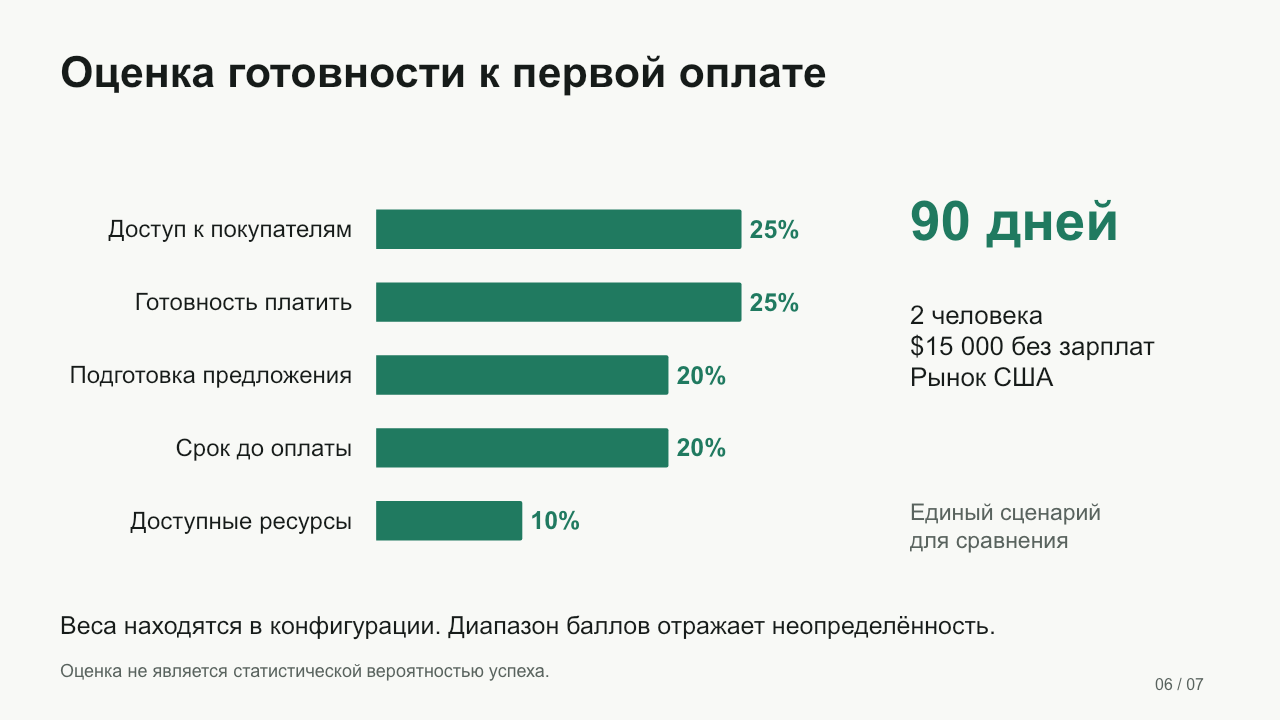 Оценка готовности к первой оплате
Доступ к покупателям 25%
Готовность платить 25%
Подготовка предложения 20%
Срок до оплаты 20%
Доступные ресурсы 10%
90 дней
2 человека
$15 000 без зарплат
Рынок США
Единый сценарий
для сравнения
Веса находятся в конфигурации. Диапазон баллов отражает неопределённость.
Оценка не является статистической вероятностью успеха.
06 / 07